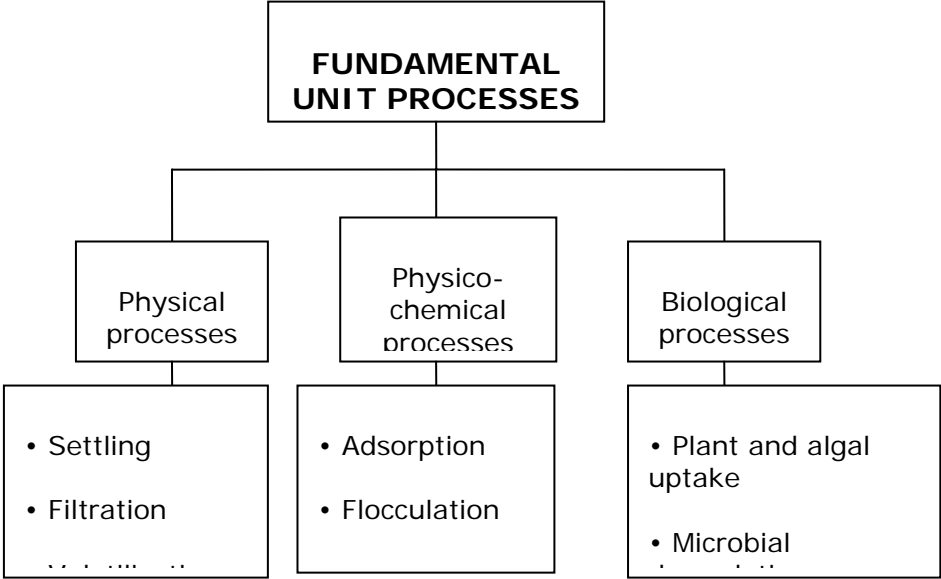 FUNDAMENTAL
UNIT PROCESSES
Physical
processes
Physico-
chemical
processes
Biological
processes
• Settling
• Filtration
• Adsorption
• Flocculation
• Plant and algal
uptake
• Microbial